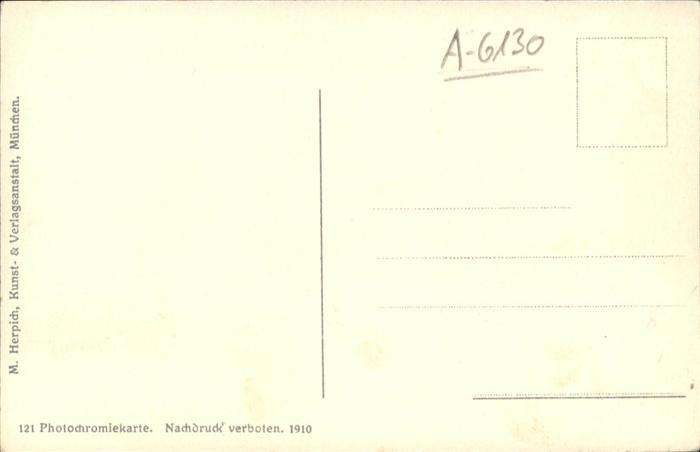 A-6130
M. Herpich, Kunst- & Verlagsanstalt, München.
121 Photochromiekarte. Nachdruck verboten. 1910